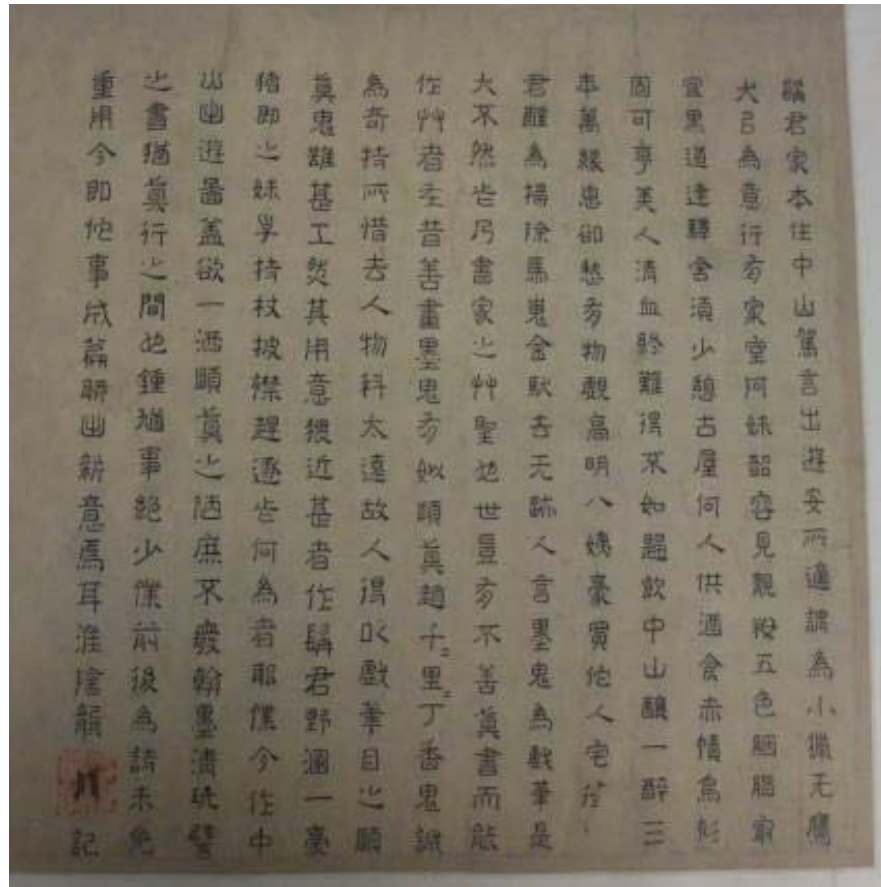 髯君家本住中山駕言出遊安所適謂為小獵无鷹
犬㠯為意行有家室阿妹韶容見靚妝五色胭脂最
宜黑道逢驛舍須少憩古屋何人供酒食赤幘烏衫
固可亨美人清血終難得不如歸飲中山釀一醉三
年萬緣息卻愁有物覷高明八姨豪買他人宅
君醒為掃除馬嵬金馱去无跡人言墨鬼為戲筆是
大不然此乃書家之艸聖也世豈有不善真書而能
作艸者在昔善畫墨鬼有姒頤真趙千〻里〻丁香鬼誠
為奇特所惜去人物科太遠故人得以戲筆目之頤
真鬼雖甚工然其用意猥近甚者作髯君野溷一豪
猪即之妹子持杖披襟趕逐此何為者耶僕今作中
山出遊圖蓋欲一洒頤真之陋庶不廢翰墨清玩譬
之書猶真行之間也鍾馗事絕少僕前後為詩未免
重用今即他事成篇聊出新意焉耳淮陰龔開記